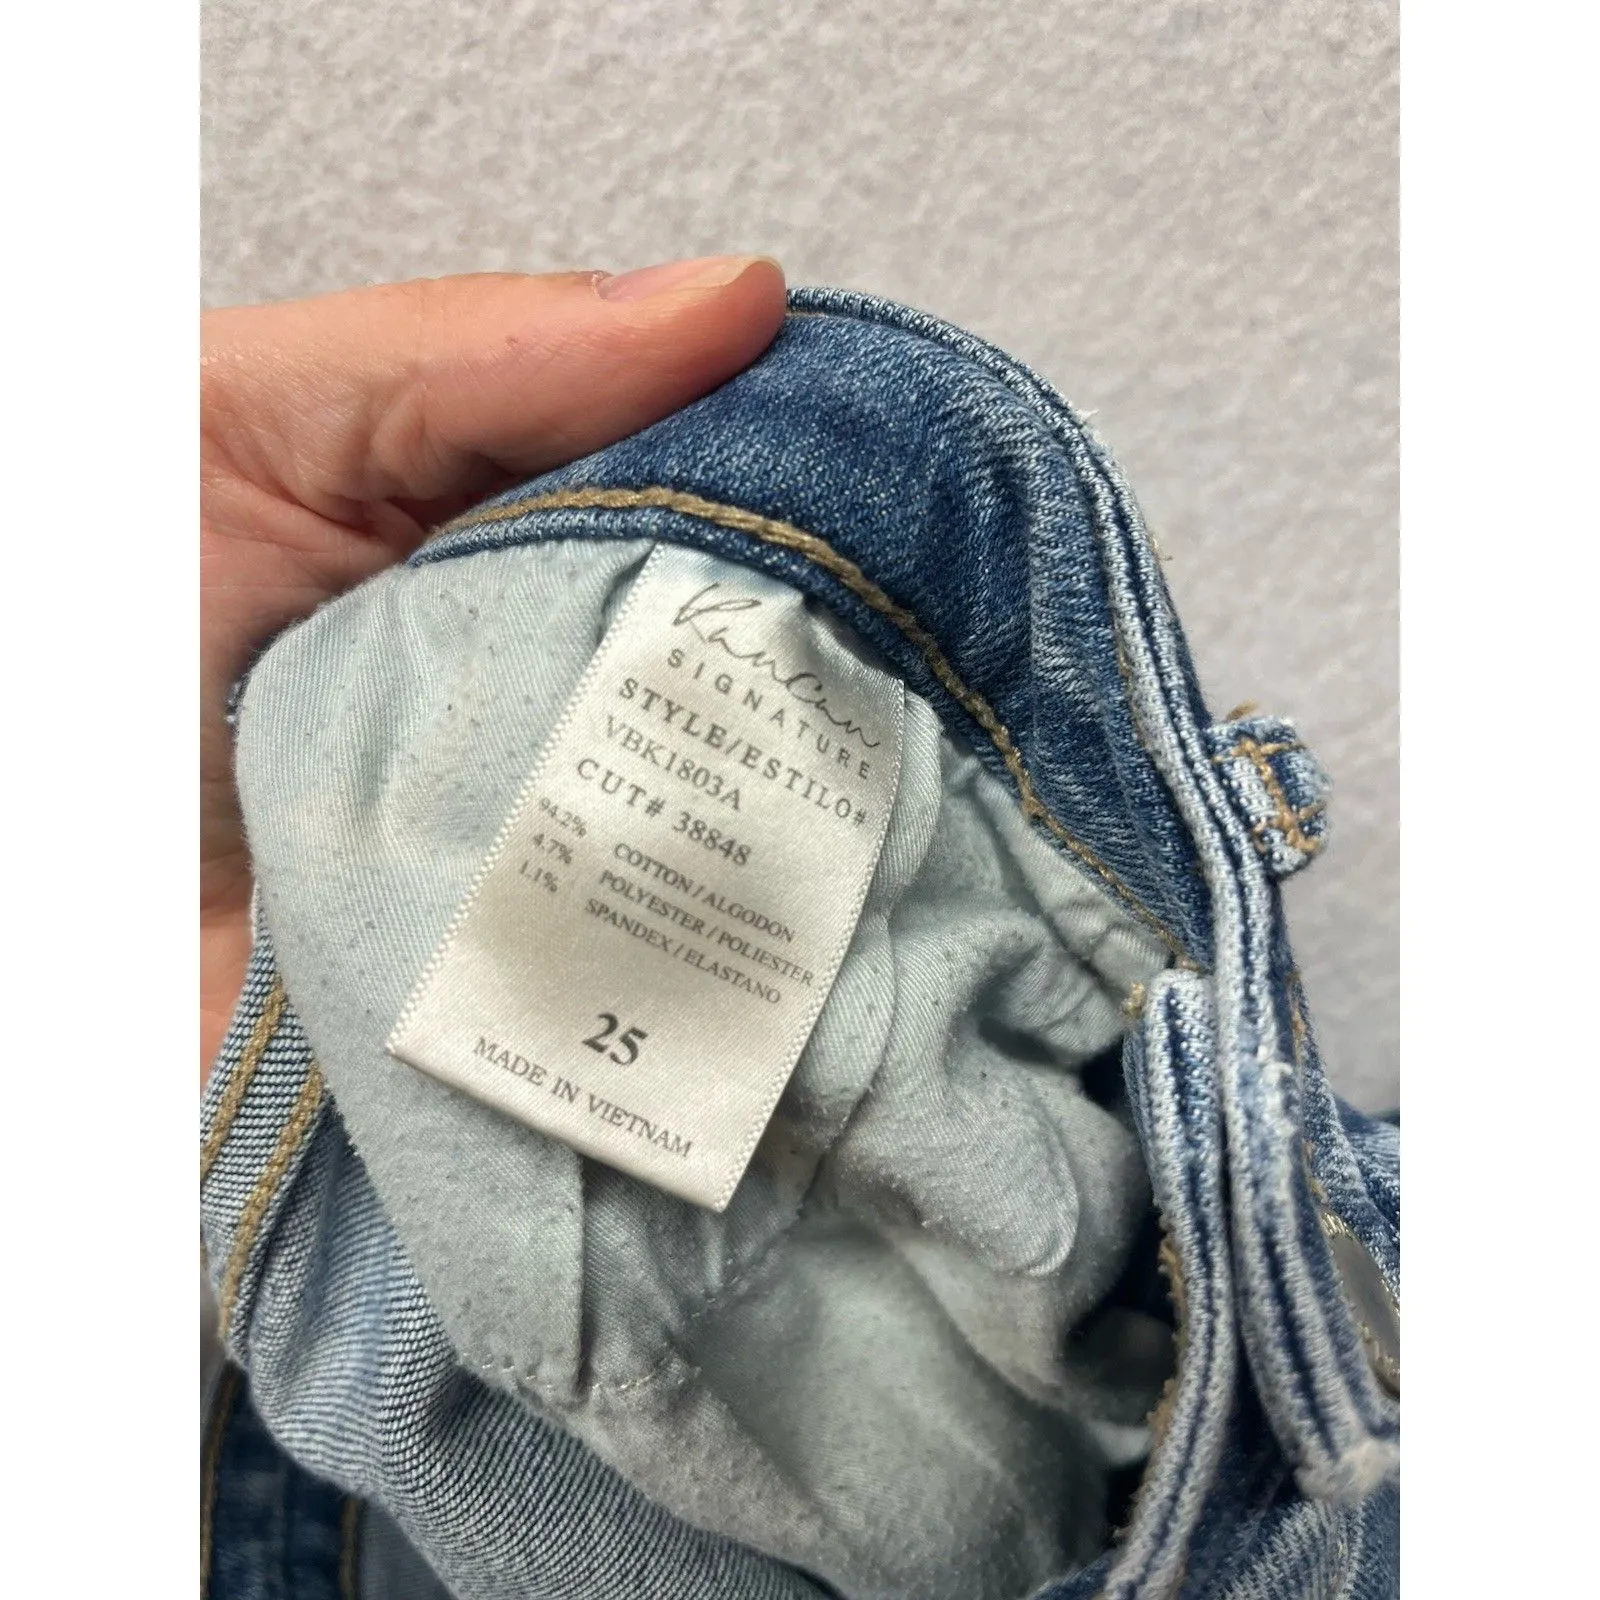 KanCan
SIGNATURE
STYLE/ESTILO#
VBK1803A
CUT# 38848
94.2% COTTON / ALGODON
4.7% POLYESTER / POLIESTER
1.1% SPANDEX / ELASTANO
25
MADE IN VIETNAM